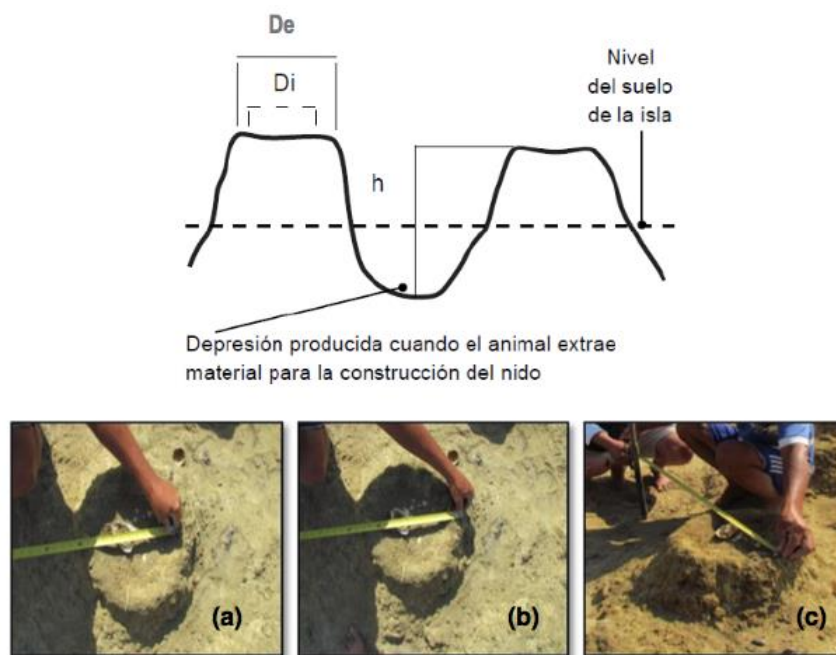 De
Di
Nivel
del suelo
de la isla
h
Depresión producida cuando el animal extrae
material para la construcción del nido
(a)
(b)
(c)